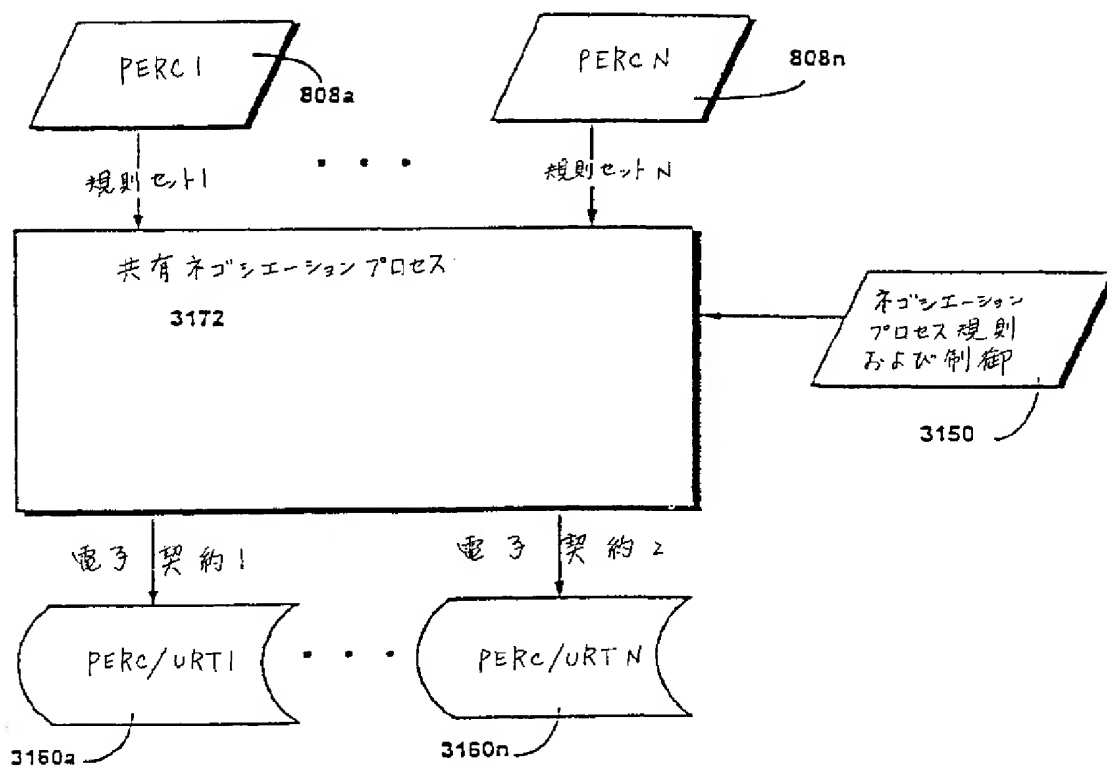 PERC 1
808a
PERC N
808n
規則セット1
規則セットN
共有ネゴシエーションプロセス
3172
ネゴシエーション
プロセス規則
および制御
3150
電子契約1
電子契約2
PERC/URT1
PERC/URT N
3160a
3160n